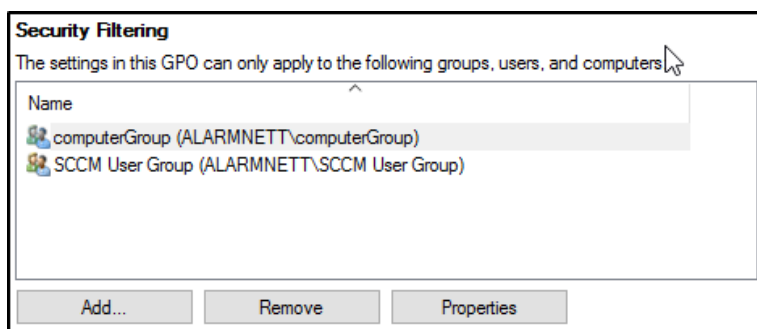 Security Filtering
The settings in this GPO can only apply to the following groups, users, and computers:
Name
computerGroup (ALARMNETT\computerGroup)
SCCM User Group (ALARMNETT\SCCM User Group)
Add... Remove Properties